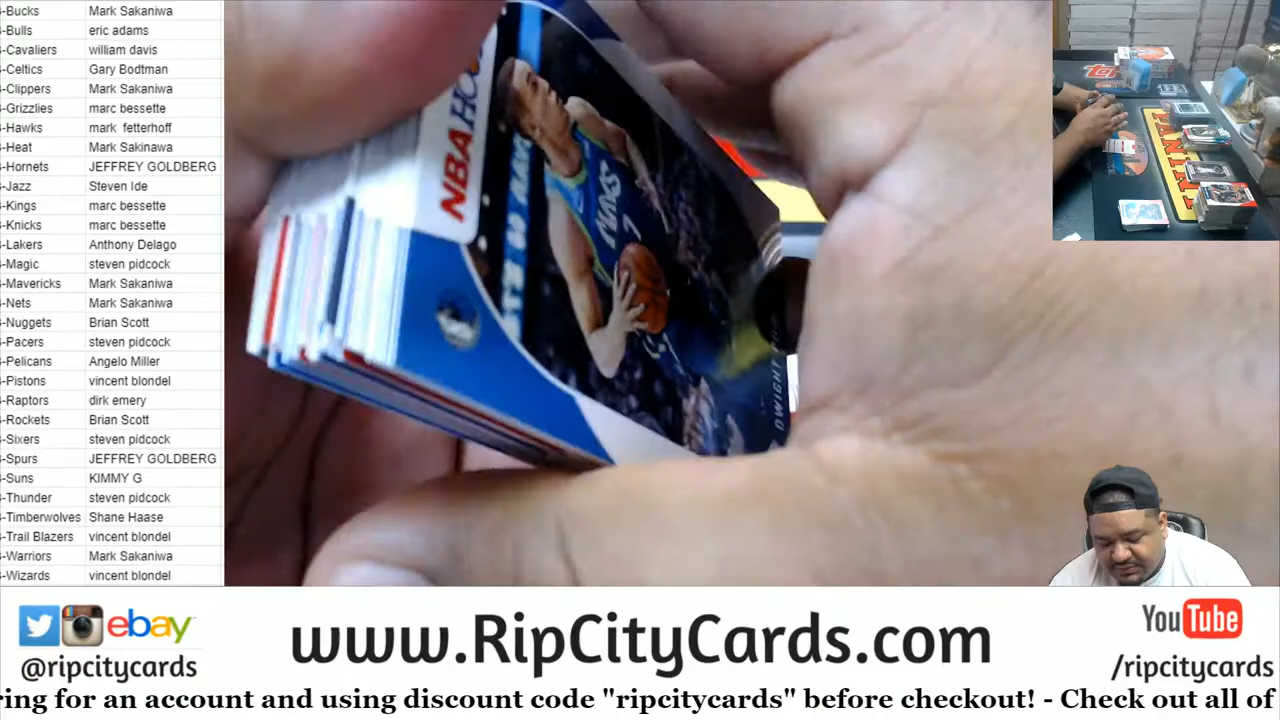 -Bucks Mark Sakaniwa
-Bulls eric adams
-Cavaliers william davis
-Celtics Gary Bodtman
-Clippers Mark Sakaniwa
-Grizzlies marc bessette
-Hawks mark fetterhoff
-Heat Mark Sakinawa
-Hornets JEFFREY GOLDBERG
-Jazz Steven Ide
-Kings marc bessette
-Knicks marc bessette
-Lakers Anthony Delago
-Magic steven pidcock
-Mavericks Mark Sakaniwa
-Nets Mark Sakaniwa
-Nuggets Brian Scott
-Pacers steven pidcock
-Pelicans Angelo Miller
-Pistons vincent blondel
-Raptors dirk emery
-Rockets Brian Scott
-Sixers steven pidcock
-Spurs JEFFREY GOLDBERG
-Suns KIMMY G
-Thunder steven pidcock
-Timberwolves Shane Haase
-Trail Blazers vincent blondel
-Warriors Mark Sakaniwa
-Wizards vincent blondel
NBA
MAVS
7
DWIGHT
PANINI
ebay
@ripcitycards
www.RipCityCards.com
YouTube
/ripcitycards
ring for an account and using discount code "ripcitycards" before checkout! - Check out all of